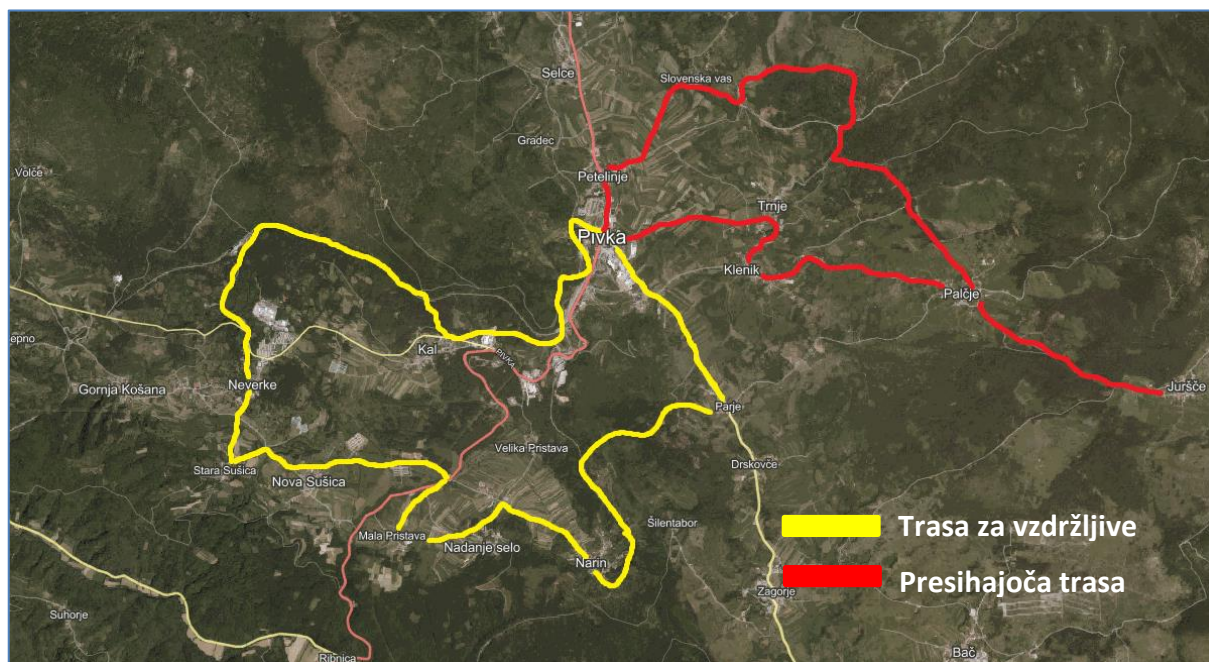 Selce
Slovenska vas
Gradec
Volče
Petelinje
Trnje
Pivka
Klenik
Palčje
PIVKA
Kal
epno
Gornja Košana
Neverke
Juršče
Parje
Velika Pristava
Drskovče
Stara Sušica
Nova Sušica
Šilentabor
Trasa za vzdržljive
Mala Pristava
Nadanje selo
Narin
Presihajoča trasa
Zagorje
Suhorje
Ribnica
Bač